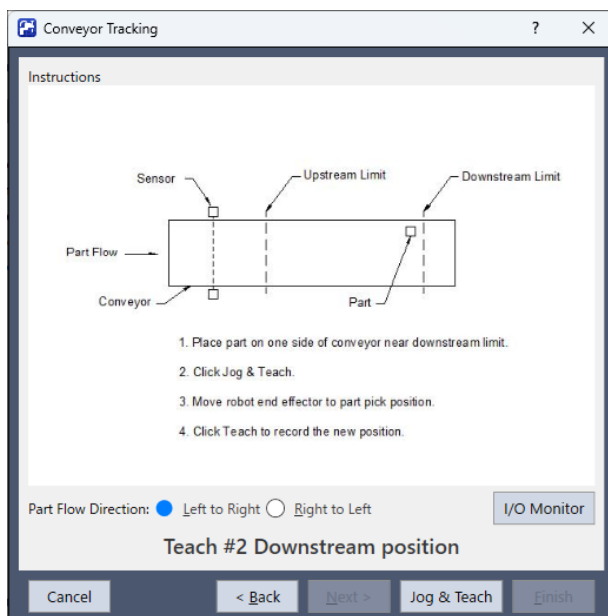 Conveyor Tracking
?
Instructions
Sensor
Upstream Limit
Downstream Limit
Part Flow
Conveyor
Part
1. Place part on one side of conveyor near downstream limit.
2. Click Jog & Teach.
3. Move robot end effector to part pick position.
4. Click Teach to record the new position.
Part Flow Direction: Left to Right Right to Left I/O Monitor
Teach #2 Downstream position
Cancel < Back Next > Jog & Teach Finish